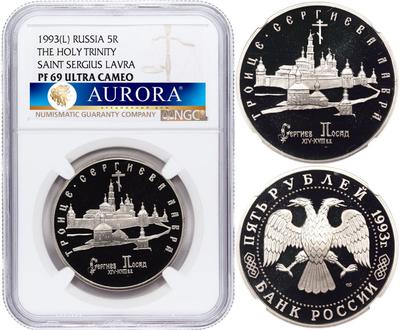 1993(L) RUSSIA 5R
THE HOLY TRINITY
SAINT SERGIUS LAVRA
PF 69 ULTRA CAMEO
AURORA
NUMISMATIC GUARANTY COMPANY
NGC
ТРОИЦЕ-СЕРГИЕВА ЛАВРА
Сергиев Посад
XIV-XVIII вв.
ТРОИЦЕ-СЕРГИЕВА ЛАВРА
Сергиев Посад
XIV-XVIII вв.
ПЯТЬ РУБЛЕЙ 1993г.
БАНК РОССИИ